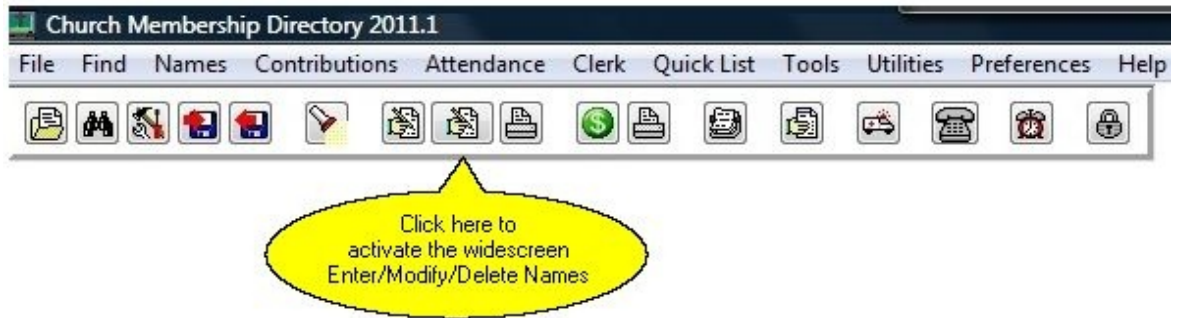 Church Membership Directory 2011.1
File Find Names Contributions Attendance Clerk Quick List Tools Utilities Preferences Help
$
Click here to
activate the widescreen
Enter/Modify/Delete Names